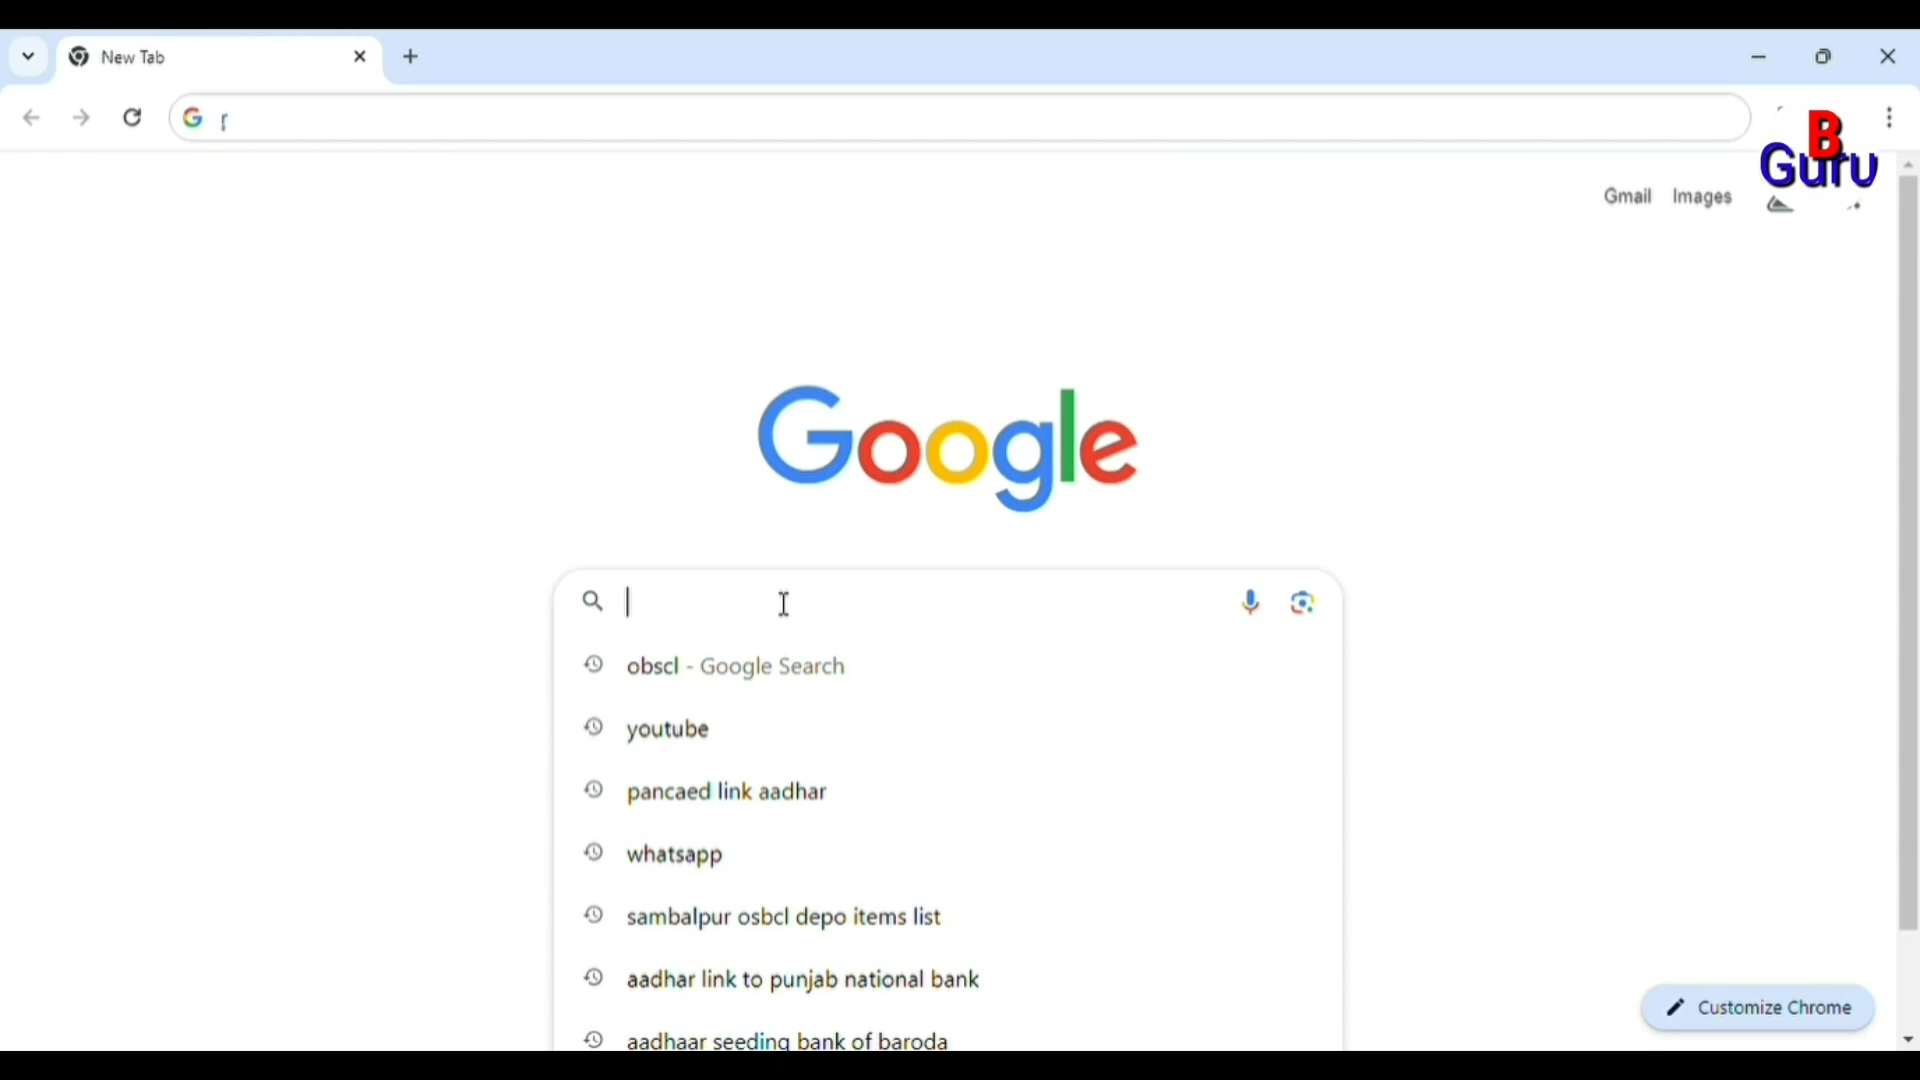 New Tab
B
Guru
Gmail Images
Google
obscl - Google Search
youtube
pancaed link aadhar
whatsapp
sambalpur osbcl depo items list
aadhar link to punjab national bank
aadhaar seeding bank of baroda
Customize Chrome